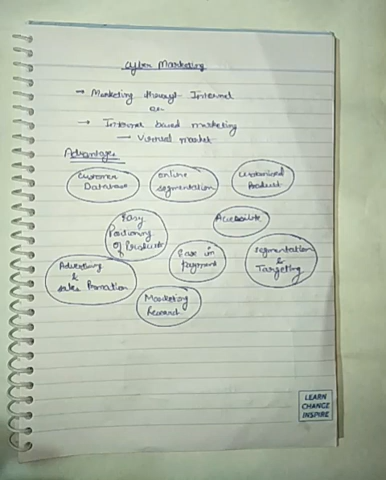 Cyber Marketing
→ Marketing through Internet
or
→ Internet based marketing
→ Virtual market
Advantages
Customer
Database
online
segmentation
Customized
Product
Easy
Positioning
of Products
Accessible
Ease in
payment
Segmentation
&
Targeting
Advertising
&
Sales Promotion
Marketing
Research
LEARN
CHANGE
INSPIRE